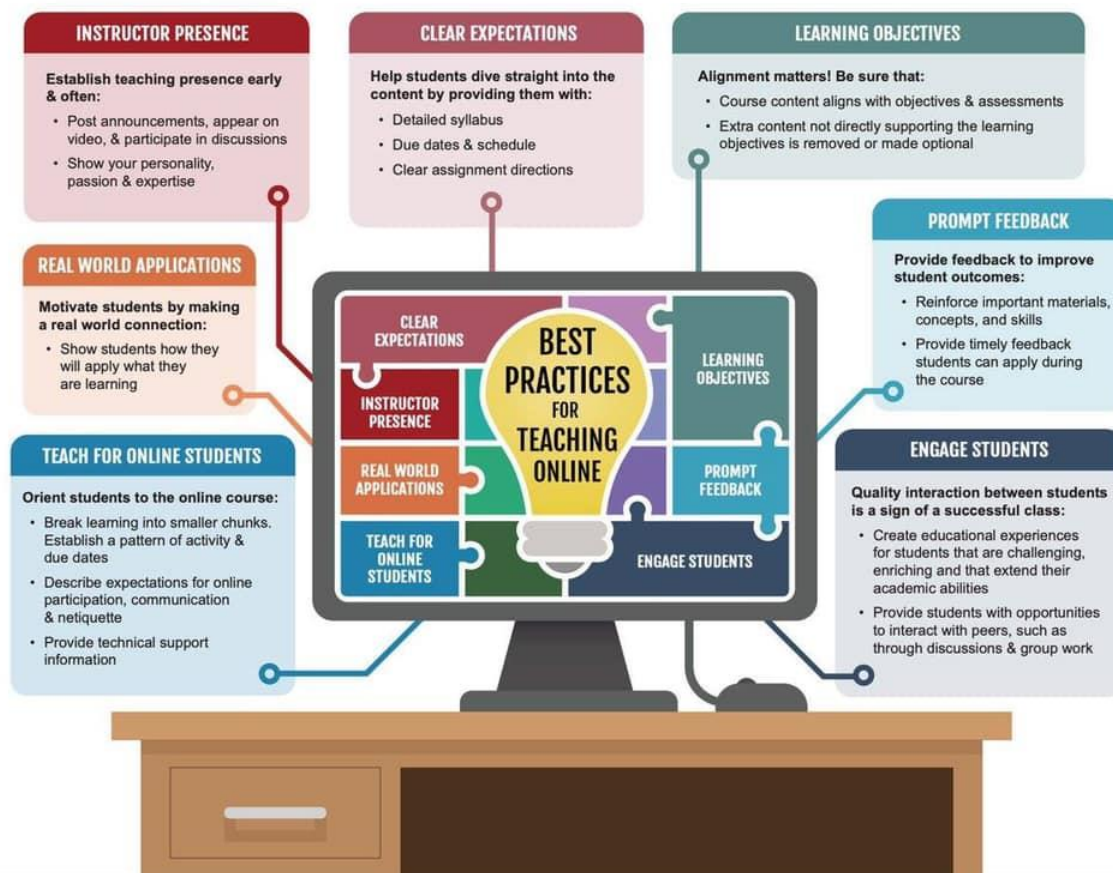 INSTRUCTOR PRESENCE
Establish teaching presence early
& often:
• Post announcements, appear on
video, & participate in discussions
• Show your personality,
passion & expertise
CLEAR EXPECTATIONS
Help students dive straight into the
content by providing them with:
• Detailed syllabus
• Due dates & schedule
• Clear assignment directions
LEARNING OBJECTIVES
Alignment matters! Be sure that:
• Course content aligns with objectives & assessments
• Extra content not directly supporting the learning
objectives is removed or made optional
REAL WORLD APPLICATIONS
Motivate students by making
a real world connection:
• Show students how they
will apply what they
are learning
PROMPT FEEDBACK
Provide feedback to improve
student outcomes:
• Reinforce important materials,
concepts, and skills
• Provide timely feedback
students can apply during
the course
TEACH FOR ONLINE STUDENTS
Orient students to the online course:
• Break learning into smaller chunks.
Establish a pattern of activity &
due dates
• Describe expectations for online
participation, communication
& netiquette
• Provide technical support
information
ENGAGE STUDENTS
Quality interaction between students
is a sign of a successful class:
• Create educational experiences
for students that are challenging,
enriching and that extend their
academic abilities
• Provide students with opportunities
to interact with peers, such as
through discussions & group work
CLEAR
EXPECTATIONS
INSTRUCTOR
PRESENCE
REAL WORLD
APPLICATIONS
TEACH FOR
ONLINE
STUDENTS
BEST
PRACTICES
FOR
TEACHING
ONLINE
LEARNING
OBJECTIVES
PROMPT
FEEDBACK
ENGAGE STUDENTS